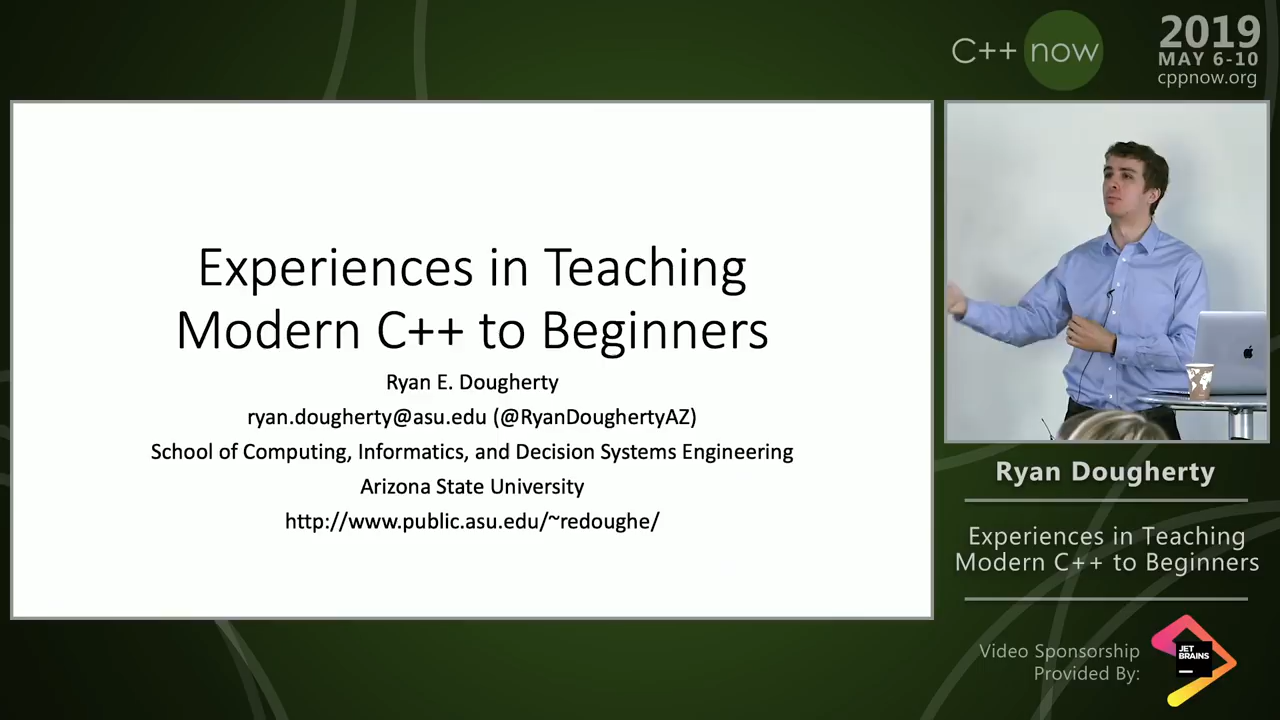 C++ now
2019
MAY 6-10
cppnow.org
Experiences in Teaching
Modern C++ to Beginners
Ryan E. Dougherty
ryan.dougherty@asu.edu (@RyanDoughertyAZ)
School of Computing, Informatics, and Decision Systems Engineering
Arizona State University
http://www.public.asu.edu/~redoughe/
Ryan Dougherty
Experiences in Teaching
Modern C++ to Beginners
Video Sponsorship
Provided By:
JET
BRAINS